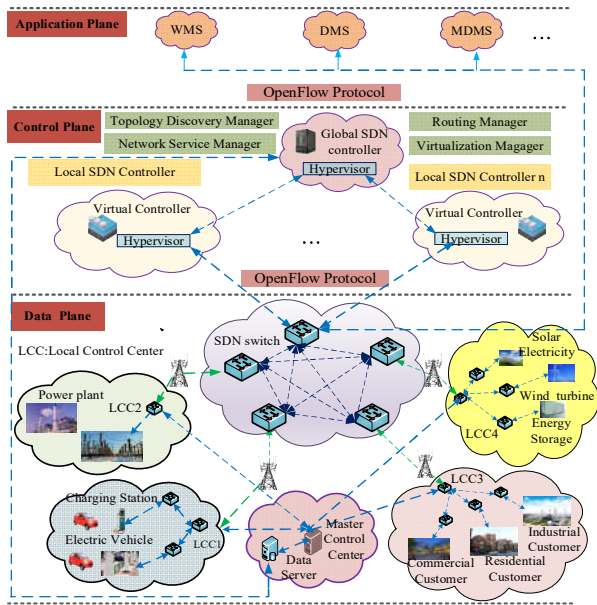 Application Plane
WMS
DMS
MDMS
...
OpenFlow Protocol
Control Plane
Topology Discovery Manager
Network Service Manager
Global SDN
controller
Hypervisor
Routing Manager
Virtualization Magager
Local SDN Controller
Local SDN Controller n
Virtual Controller
Hypervisor
...
Virtual Controller
Hypervisor
OpenFlow Protocol
Data Plane
LCC:Local Control Center
SDN switch
Power plant
LCC2
Solar
Electricity
Wind turbine
Energy
Storage
LCC4
Charging Station
Electric Vehicle
LCC1
Data
Server
Master
Control
Center
LCC3
Industrial
Customer
Commercial
Customer
Residential
Customer